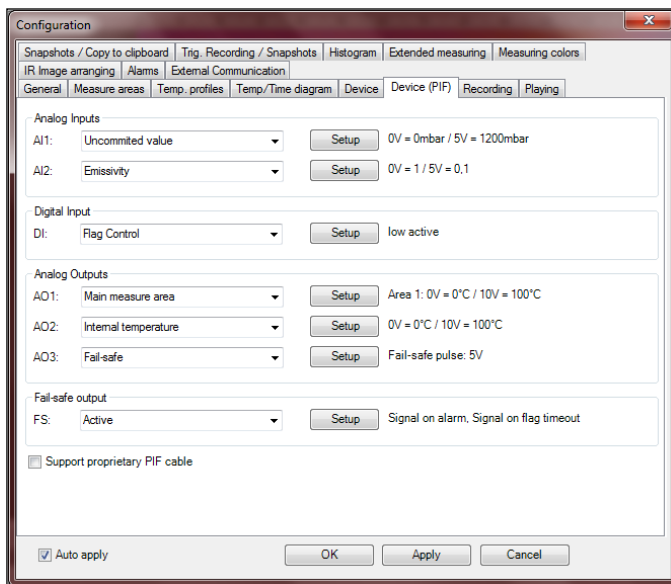 Configuration
Snapshots / Copy to clipboard Trig. Recording / Snapshots Histogram Extended measuring Measuring colors
IR Image arranging Alarms External Communication
General Measure areas Temp. profiles Temp./Time diagram Device Device (PIF) Recording Playing
Analog Inputs
AI1: Uncommited value Setup 0V = 0mbar / 5V = 1200mbar
AI2: Emissivity Setup 0V = 1 / 5V = 0,1
Digital Input
DI: Flag Control Setup low active
Analog Outputs
AO1: Main measure area Setup Area 1: 0V = 0°C / 10V = 100°C
AO2: Internal temperature Setup 0V = 0°C / 10V = 100°C
AO3: Fail-safe Setup Fail-safe pulse: 5V
Fail-safe output
FS: Active Setup Signal on alarm, Signal on flag timeout
Support proprietary PIF cable
Auto apply OK Apply Cancel